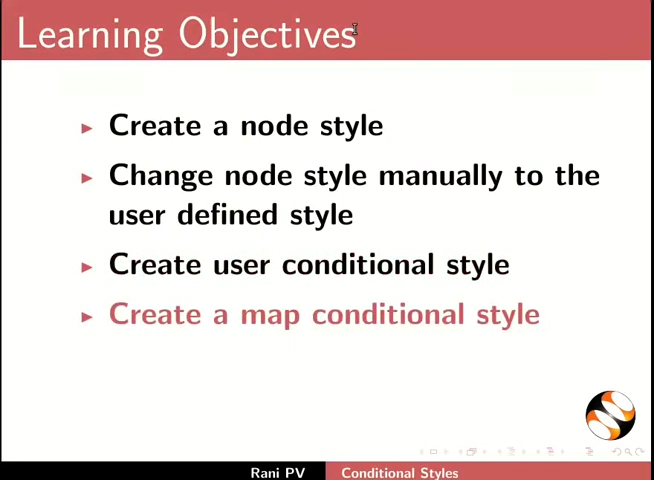 Learning Objectives
Create a node style
Change node style manually to the
user defined style
Create user conditional style
Create a map conditional style
Rani PV Conditional Styles